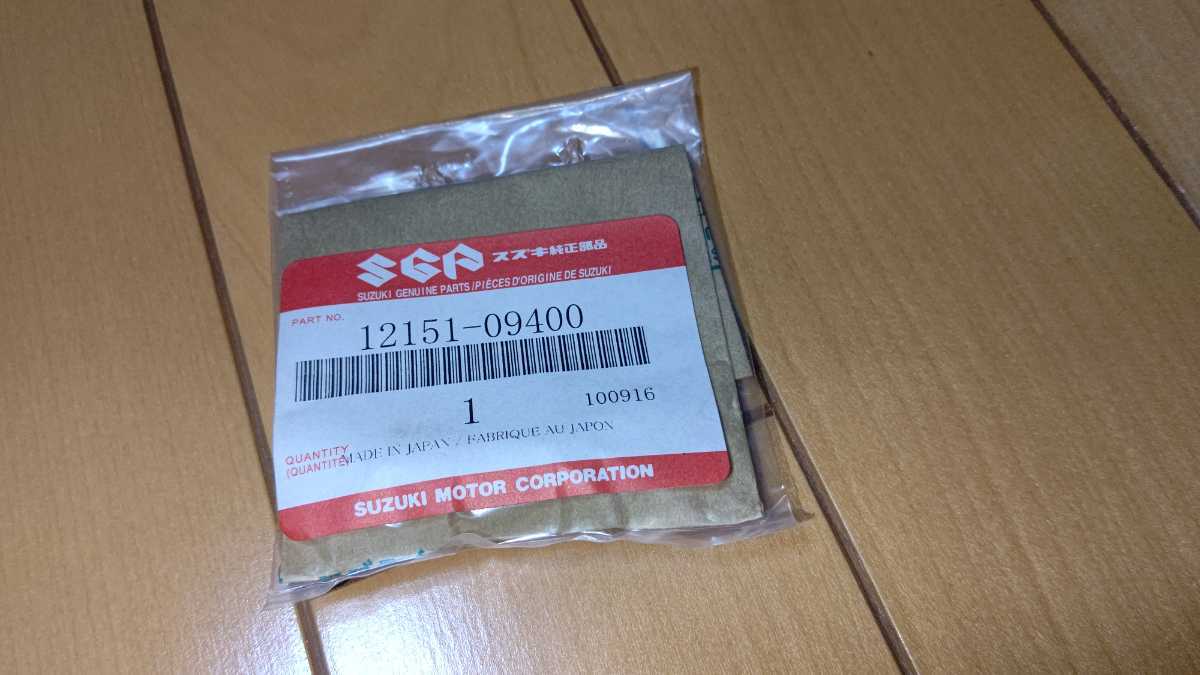 SGP スズキ純正部品
SUZUKI GENUINE PARTS/PIÈCES D'ORIGINE DE SUZUKI
PART NO.
12151-09400
1
100916
QUANTITY
(QUANTITÉ)
MADE IN JAPAN / FABRIQUE AU JAPON
SUZUKI MOTOR CORPORATION